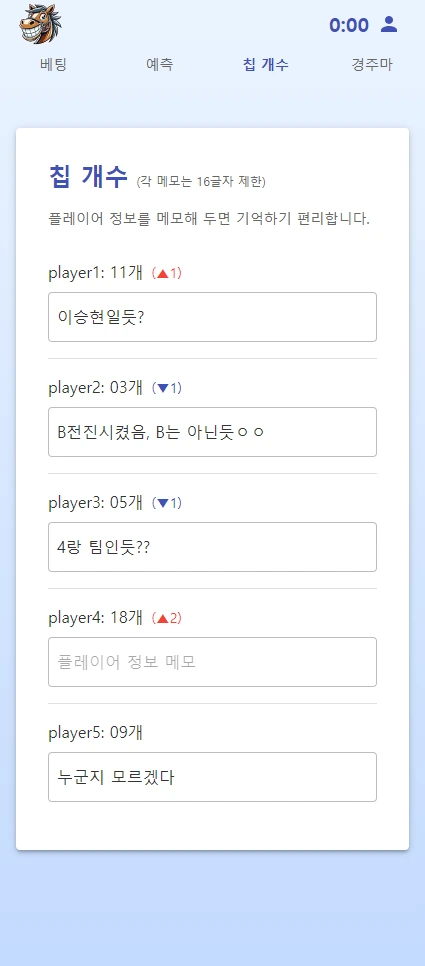 0:00
베팅 예측 칩 개수 경주마
칩 개수 (각 메모는 16글자 제한)
플레이어 정보를 메모해 두면 기억하기 편리합니다.
player1: 11개 (▲1)
이승현일듯?
player2: 03개 (▼1)
B전진시켰음, B는 아닌듯ㅇㅇ
player3: 05개 (▼1)
4랑 팀인듯??
player4: 18개 (▲2)
플레이어 정보 메모
player5: 09개
누군지 모르겠다